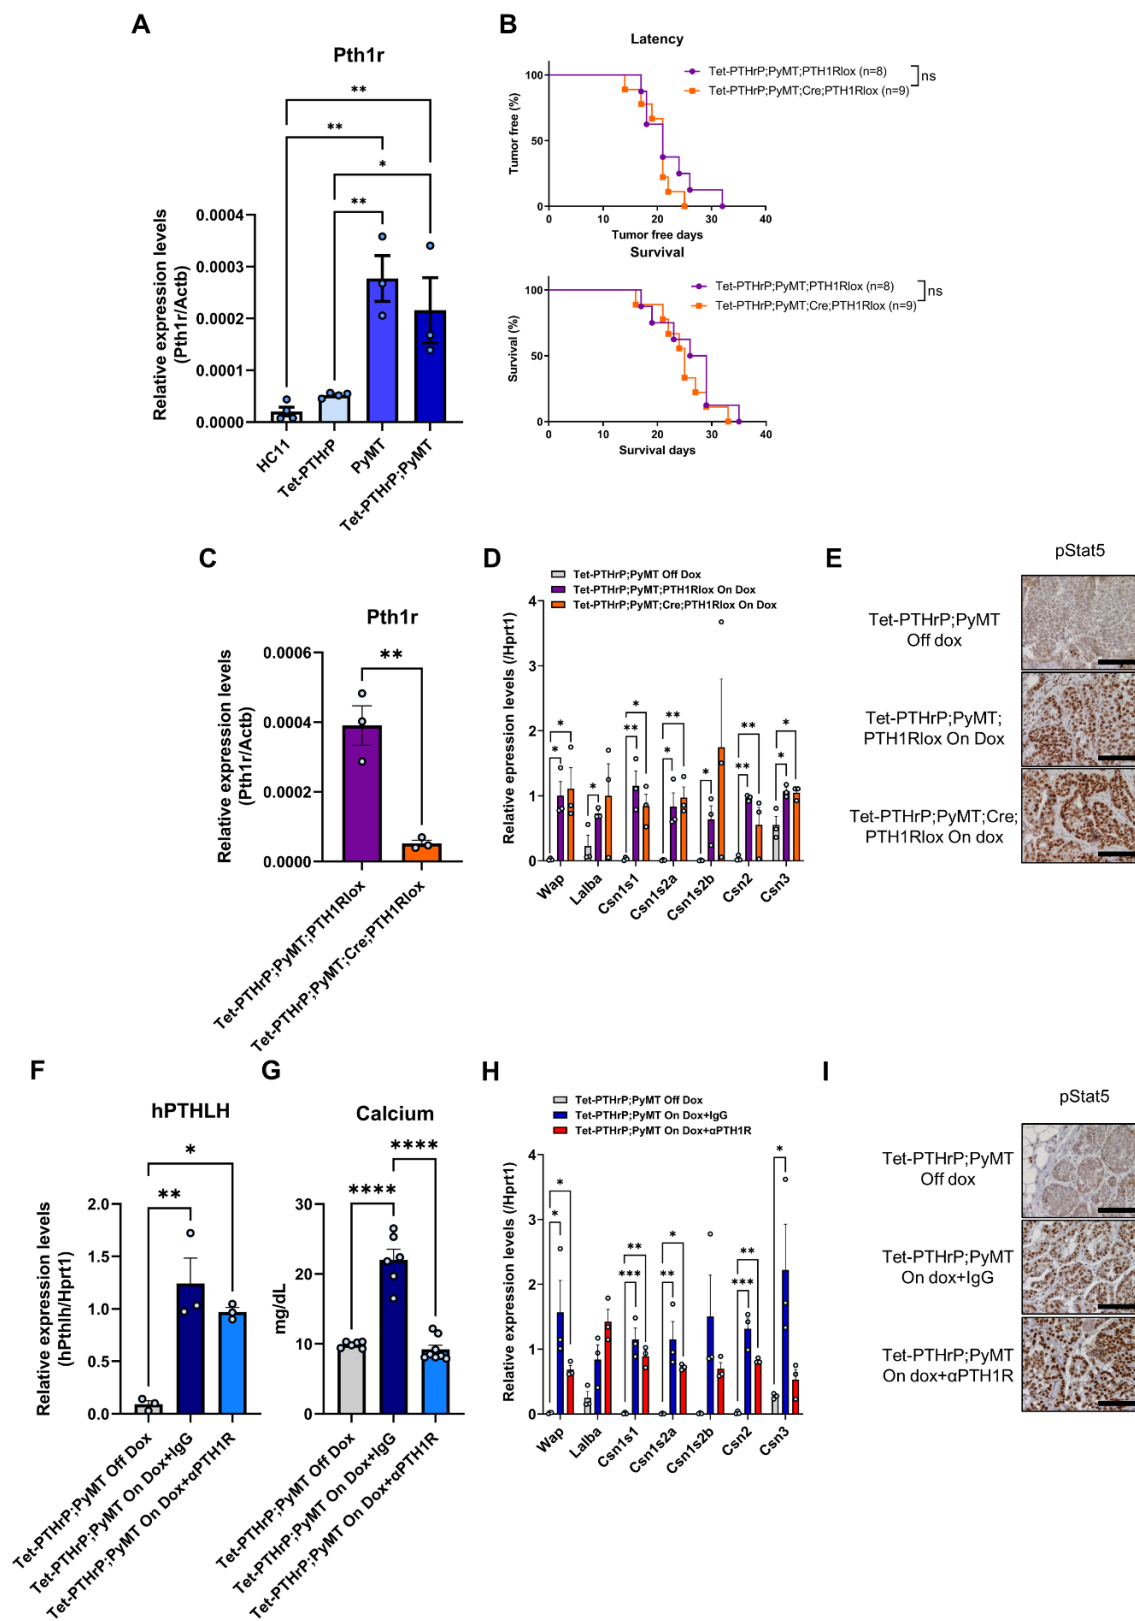 A
Pth1r
Relative expression levels
(Pth1r/Actb)
0.0004
0.0003
0.0002
0.0001
0.0000
**
**
*
**
HC11
Tet-PTHrP
PyMT
Tet-PTHrP;PyMT
B
Latency
Tet-PTHrP;PyMT;PTH1Rlox (n=8)
Tet-PTHrP;PyMT;Cre;PTH1Rlox (n=9)
ns
Tumor free (%)
100
50
0
0 10 20 30 40
Tumor free days
Survival
Tet-PTHrP;PyMT;PTH1Rlox (n=8)
Tet-PTHrP;PyMT;Cre;PTH1Rlox (n=9)
ns
Survival (%)
100
50
0
0 10 20 30 40
Survival days
C
Pth1r
Relative expression levels
(Pth1r/Actb)
0.0006
0.0004
0.0002
0.0000
**
Tet-PTHrP;PyMT;PTH1Rlox
Tet-PTHrP;PyMT;Cre;PTH1Rlox
D
Tet-PTHrP;PyMT Off Dox
Tet-PTHrP;PyMT;PTH1Rlox On Dox
Tet-PTHrP;PyMT;Cre;PTH1Rlox On Dox
Relative epression levels (/Hprt1)
4
3
2
1
0
*
*
*
*
**
**
*
*
**
**
*
*
Wap
Lalba
Csn1s1
Csn1s2a
Csn1s2b
Csn2
Csn3
E
pStat5
Tet-PTHrP;PyMT
Off dox
Tet-PTHrP;PyMT;
PTH1Rlox On Dox
Tet-PTHrP;PyMT;Cre;
PTH1Rlox On dox
F
hPTHLH
Relative expression levels
(hPthlh/Hprt1)
2.0
1.5
1.0
0.5
0.0
*
**
Tet-PTHrP;PyMT Off Dox
Tet-PTHrP;PyMT On Dox+IgG
Tet-PTHrP;PyMT On Dox+αPTH1R
G
Calcium
mg/dL
30
20
10
0
****
****
Tet-PTHrP;PyMT Off Dox
Tet-PTHrP;PyMT On Dox+IgG
Tet-PTHrP;PyMT On Dox+αPTH1R
H
Tet-PTHrP;PyMT Off Dox
Tet-PTHrP;PyMT On Dox+IgG
Tet-PTHrP;PyMT On Dox+αPTH1R
Relative expression levels (/Hprt1)
4
3
2
1
0
*
*
**
***
*
**
**
***
*
Wap
Lalba
Csn1s1
Csn1s2a
Csn1s2b
Csn2
Csn3
I
pStat5
Tet-PTHrP;PyMT
Off dox
Tet-PTHrP;PyMT
On dox+IgG
Tet-PTHrP;PyMT
On dox+αPTH1R